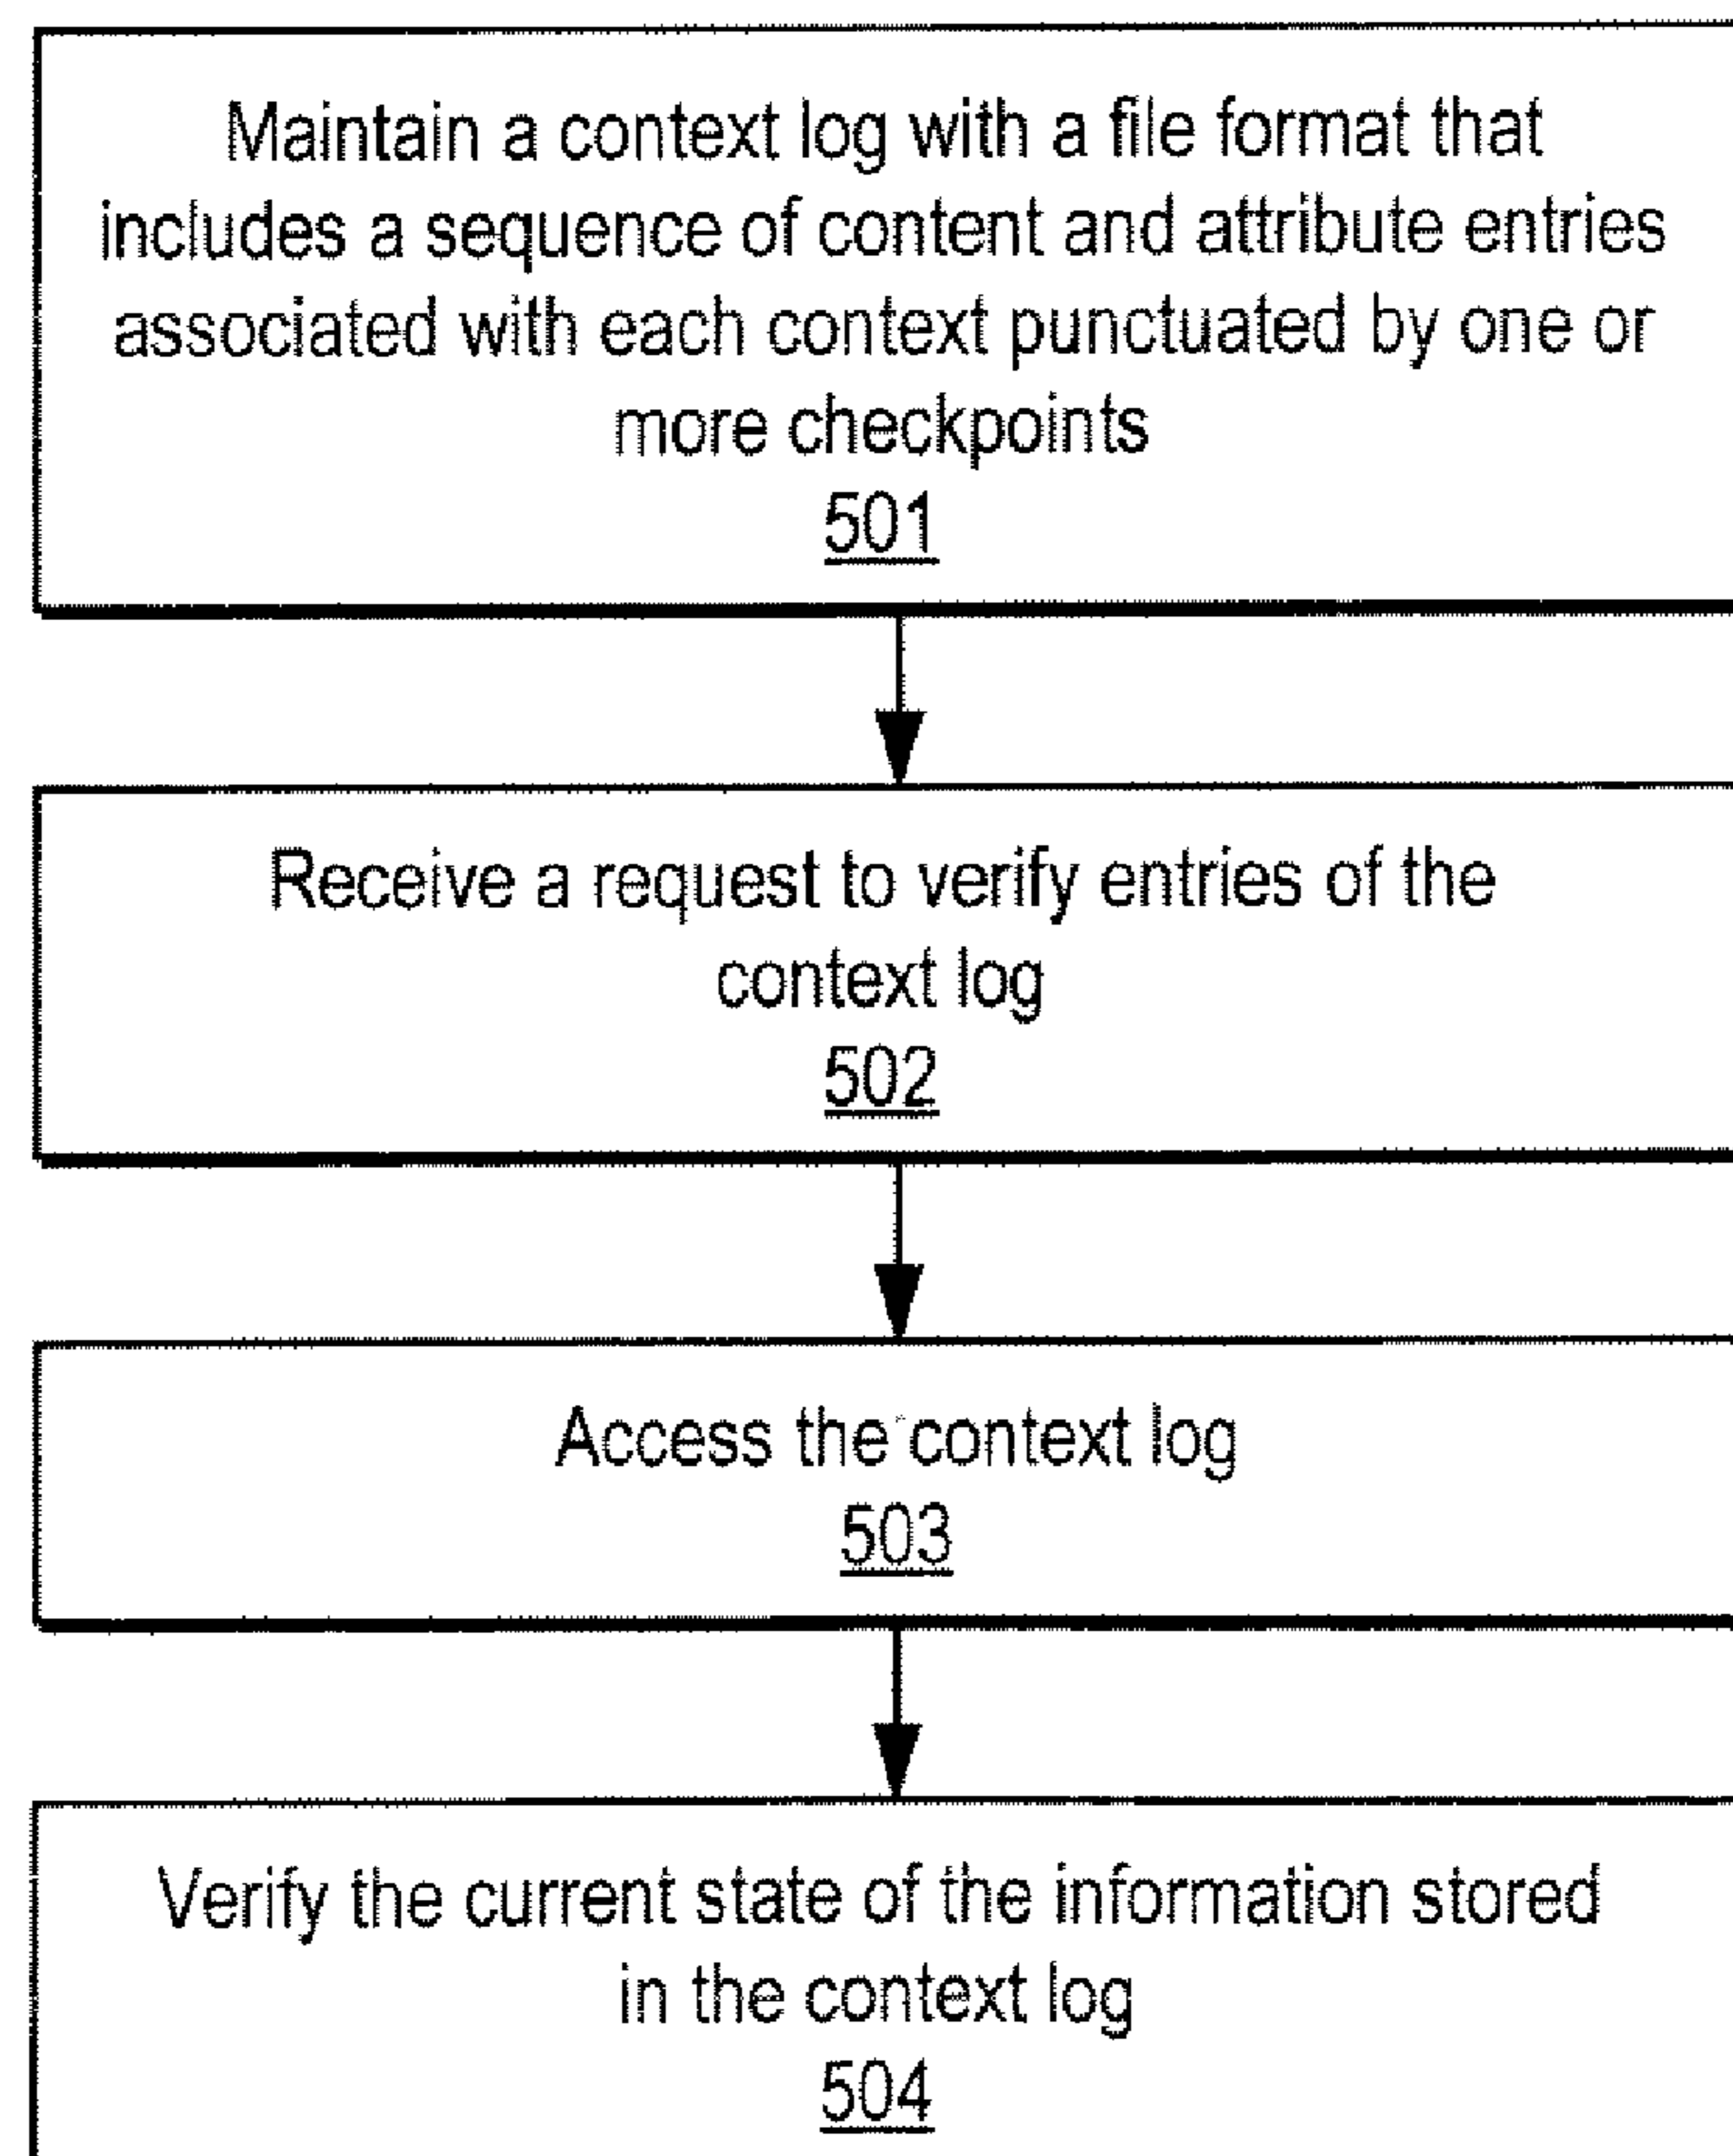 Maintain a context log with a file format that
includes a sequence of content and attribute entries
associated with each context punctuated by one or
more checkpoints
501
Receive a request to verify entries of the
context log
502
Access the context log
503
Verify the current state of the information stored
in the context log
504